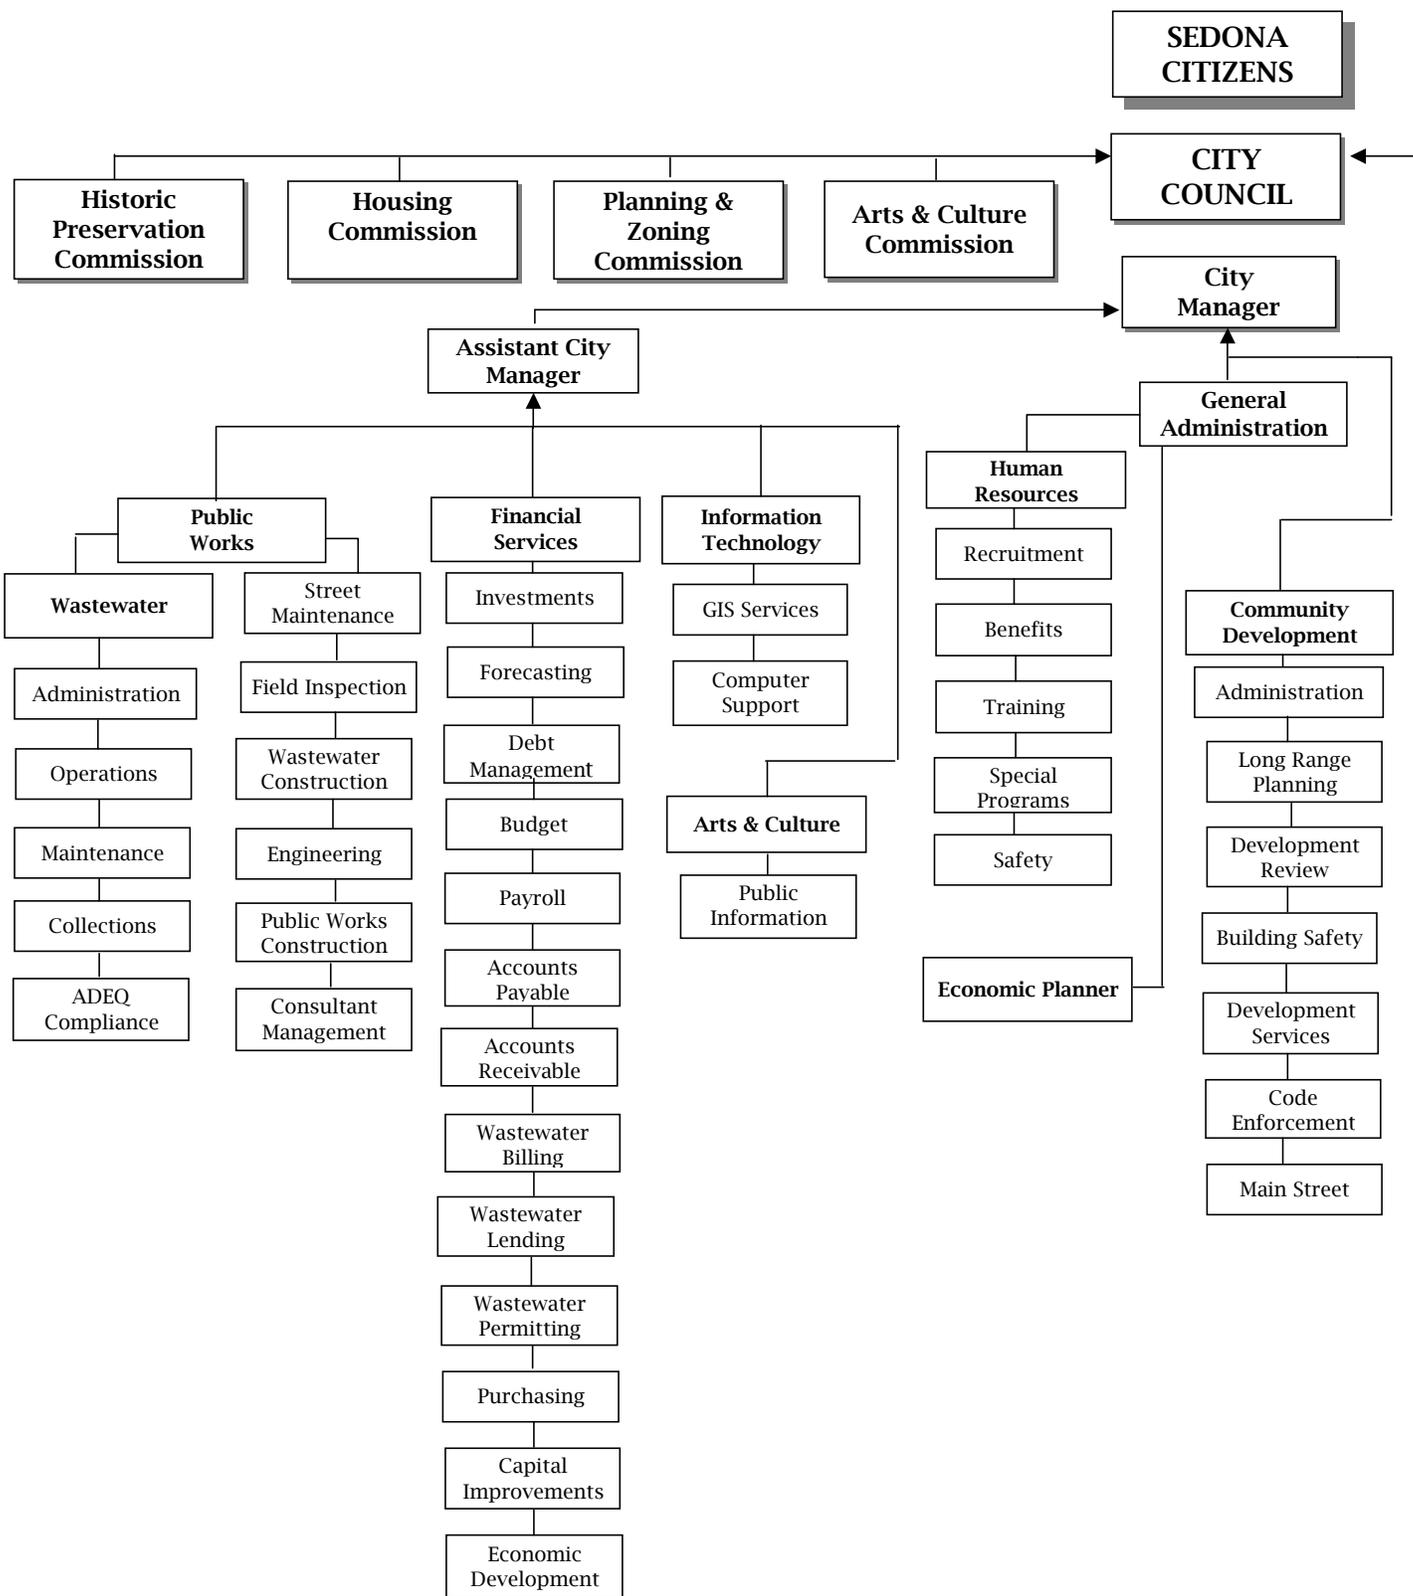 SEDONA
CITIZENS
CITY
COUNCIL
Historic
Preservation
Commission
Housing
Commission
Planning &
Zoning
Commission
Arts & Culture
Commission
City
Manager
Assistant City
Manager
General
Administration
Public
Works
Wastewater
Administration
Operations
Maintenance
Collections
ADEQ
Compliance
Street
Maintenance
Field Inspection
Wastewater
Construction
Engineering
Public Works
Construction
Consultant
Management
Financial
Services
Investments
Forecasting
Debt
Management
Budget
Payroll
Accounts
Payable
Accounts
Receivable
Wastewater
Billing
Wastewater
Lending
Wastewater
Permitting
Purchasing
Capital
Improvements
Economic
Development
Information
Technology
GIS Services
Computer
Support
Arts & Culture
Public
Information
Human
Resources
Recruitment
Benefits
Training
Special
Programs
Safety
Economic Planner
Community
Development
Administration
Long Range
Planning
Development
Review
Building Safety
Development
Services
Code
Enforcement
Main Street